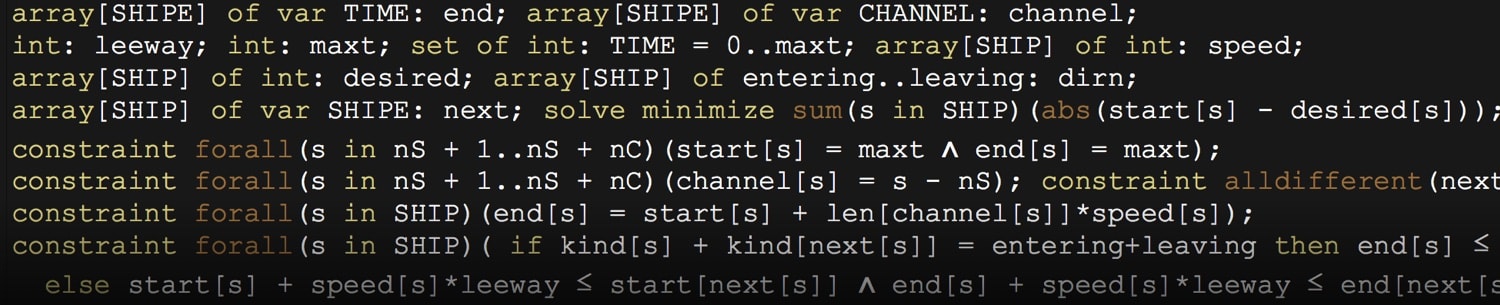 array[SHIPE] of var TIME: end; array[SHIPE] of var CHANNEL: channel;
int: leeway; int: maxt; set of int: TIME = 0..maxt; array[SHIP] of int: speed;
array[SHIP] of int: desired; array[SHIP] of entering..leaving: dirn;
array[SHIP] of var SHIPE: next; solve minimize sum(s in SHIP)(abs(start[s] - desired[s]));
constraint forall(s in nS + 1..nS + nC)(start[s] = maxt ∧ end[s] = maxt);
constraint forall(s in nS + 1..nS + nC)(channel[s] = s - nS); constraint alldifferent(next
constraint forall(s in SHIP)(end[s] = start[s] + len[channel[s]]*speed[s]);
constraint forall(s in SHIP)( if kind[s] + kind[next[s]] = entering+leaving then end[s] ≤
else start[s] + speed[s]*leeway ≤ start[next[s]] ∧ end[s] + speed[s]*leeway ≤ end[next[s